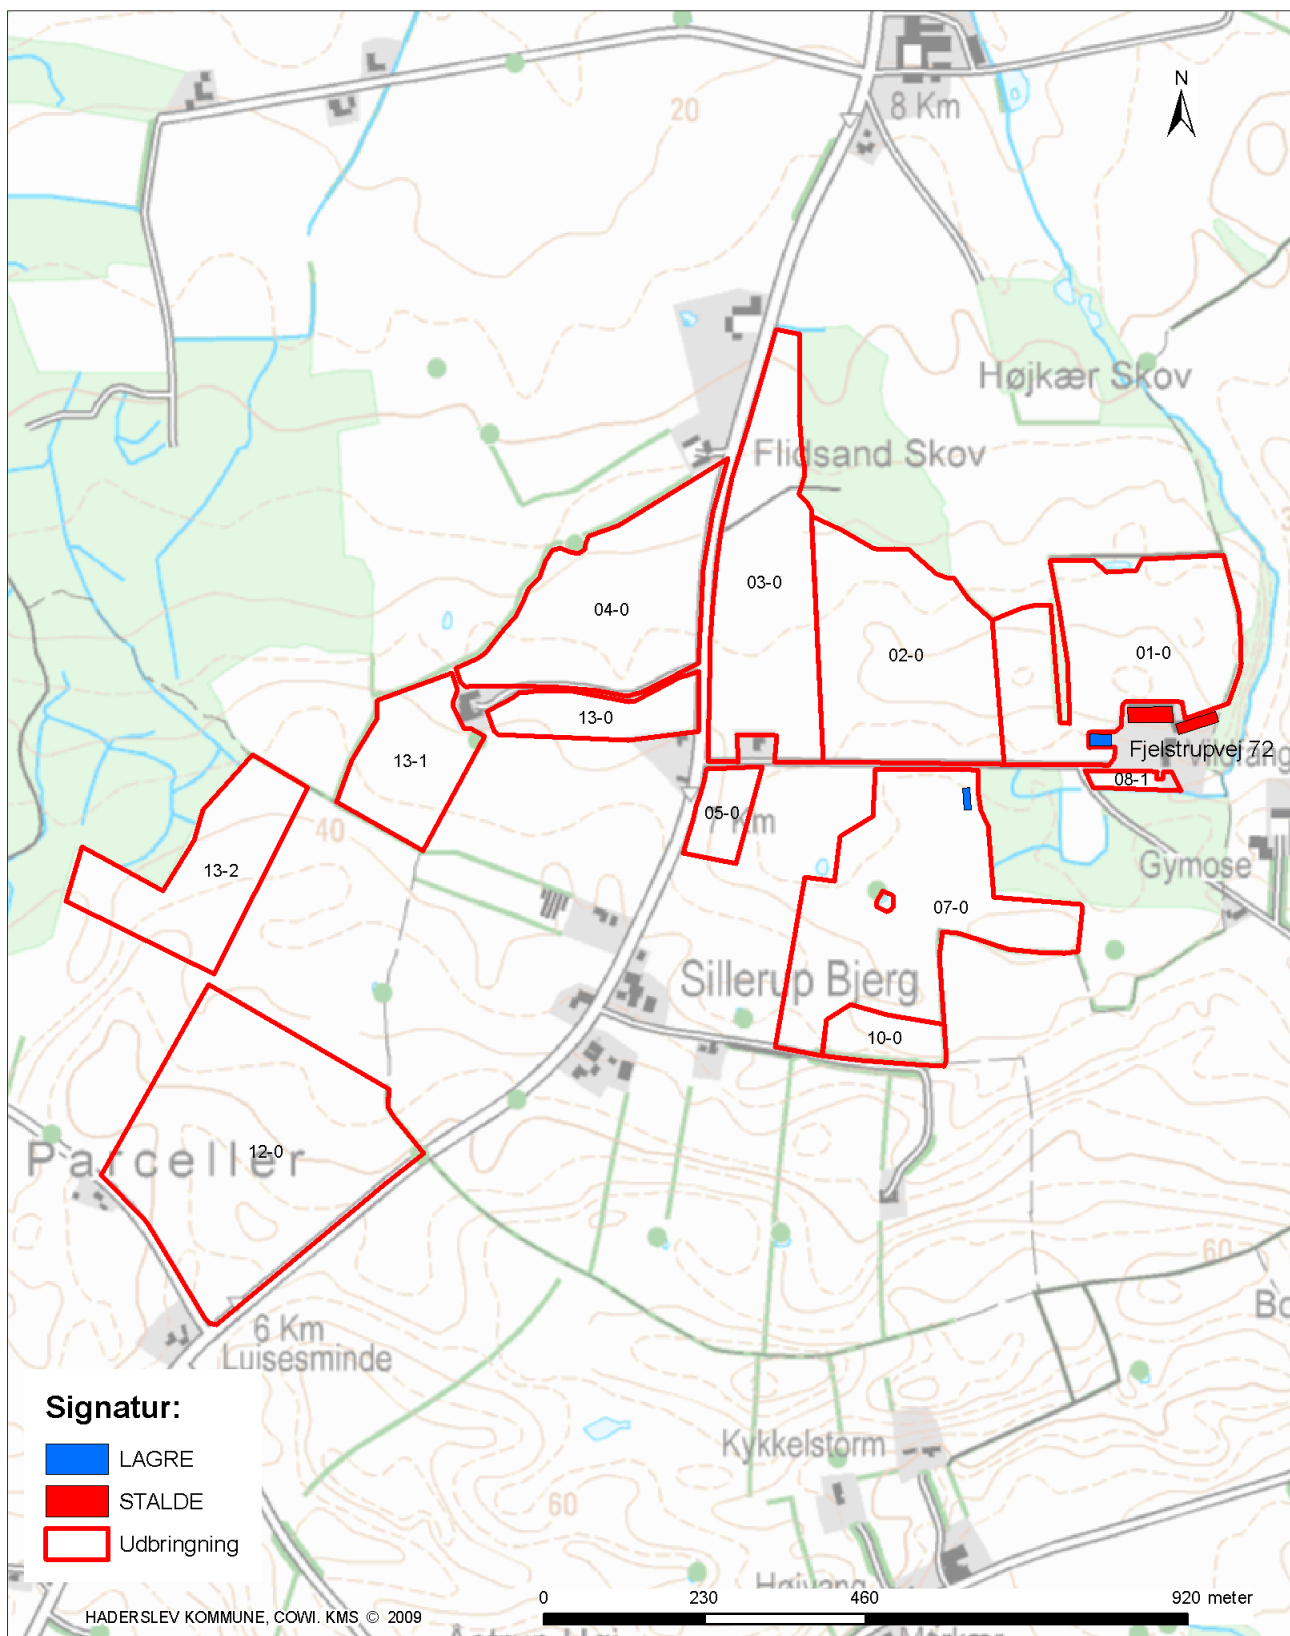 N
20
8 Km
Højkær Skov
Flidsand Skov
03-0
04-0
02-0
01-0
13-0
Fjelstrupvej 72
13-1
08-1
05-0
Km
40
13-2
Gymose
07-0
Sillerup Bjerg
10-0
12-0
Parceller
60
6 Km
Luisesminde
Signatur:
LAGRE
STALDE
Udbringning
Kykkelstorm
60
0 230 460 920 meter
HADERSLEV KOMMUNE, COWI. KMS © 2009